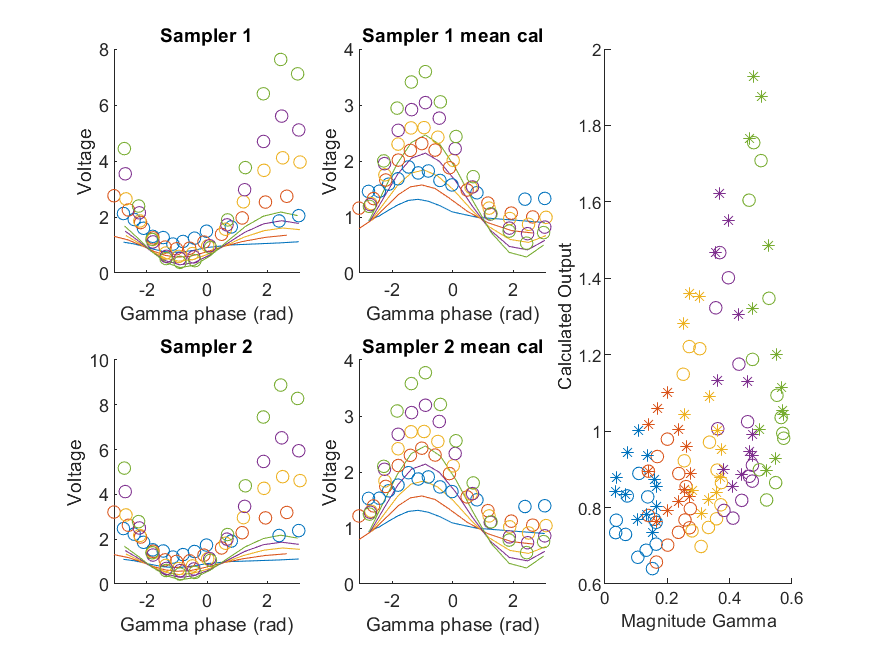 Sampler 1
8
6
4
2
0
Voltage
-2 0 2
Gamma phase (rad)
Sampler 1 mean cal
4
3
2
1
0
Voltage
-2 0 2
Gamma phase (rad)
Sampler 2
10
8
6
4
2
0
Voltage
-2 0 2
Gamma phase (rad)
Sampler 2 mean cal
4
3
2
1
0
Voltage
-2 0 2
Gamma phase (rad)
2
1.8
1.6
1.4
1.2
1
0.8
0.6
Calculated Output
0 0.2 0.4 0.6
Magnitude Gamma